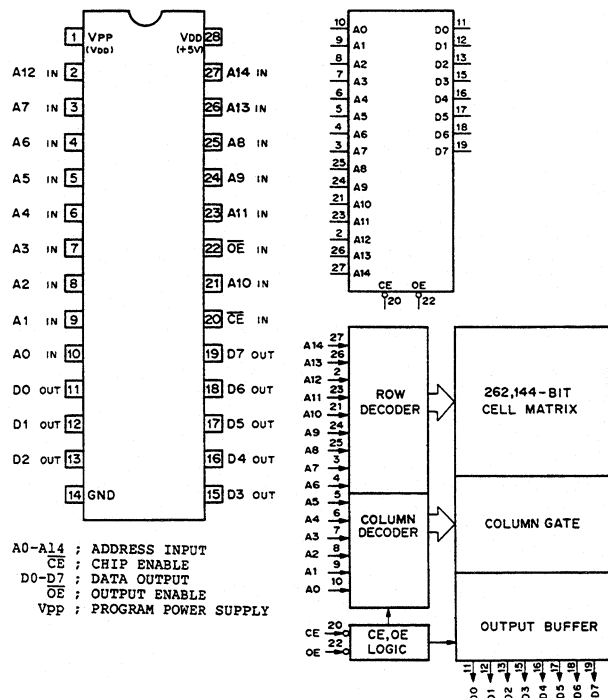 1 VPP (VDD) VDD (+5V) 28
A12 IN 2 27 A14 IN
A7 IN 3 26 A13 IN
A6 IN 4 25 A8 IN
A5 IN 5 24 A9 IN
A4 IN 6 23 A11 IN
A3 IN 7 22 OE IN
A2 IN 8 21 A10 IN
A1 IN 9 20 CE IN
A0 IN 10 19 D7 OUT
D0 OUT 11 18 D6 OUT
D1 OUT 12 17 D5 OUT
D2 OUT 13 16 D4 OUT
14 GND 15 D3 OUT
A0-A14 ; ADDRESS INPUT
CE ; CHIP ENABLE
D0-D7 ; DATA OUTPUT
OE ; OUTPUT ENABLE
VPP ; PROGRAM POWER SUPPLY
10 A0 D0 11
9 A1 D1 12
8 A2 D2 13
7 A3 D3 15
6 A4 D4 16
5 A5 D5 17
4 A6 D6 18
3 A7 D7 19
25 A8
24 A9
21 A10
23 A11
2 A12
26 A13
27 A14
CE OE
20 22
A14 27
A13 26
A12 2
A11 23
A10 21
A9 24
A8 25
A7 3
A6 4
A5 5
A4 6
A3 7
A2 8
A1 9
A0 10
ROW
DECODER
COLUMN
DECODER
262,144-BIT
CELL MATRIX
COLUMN GATE
OUTPUT BUFFER
CE 20
OE 22
CE,OE
LOGIC
11 12 13 15 16 17 18 19
D0 D1 D2 D3 D4 D5 D6 D7